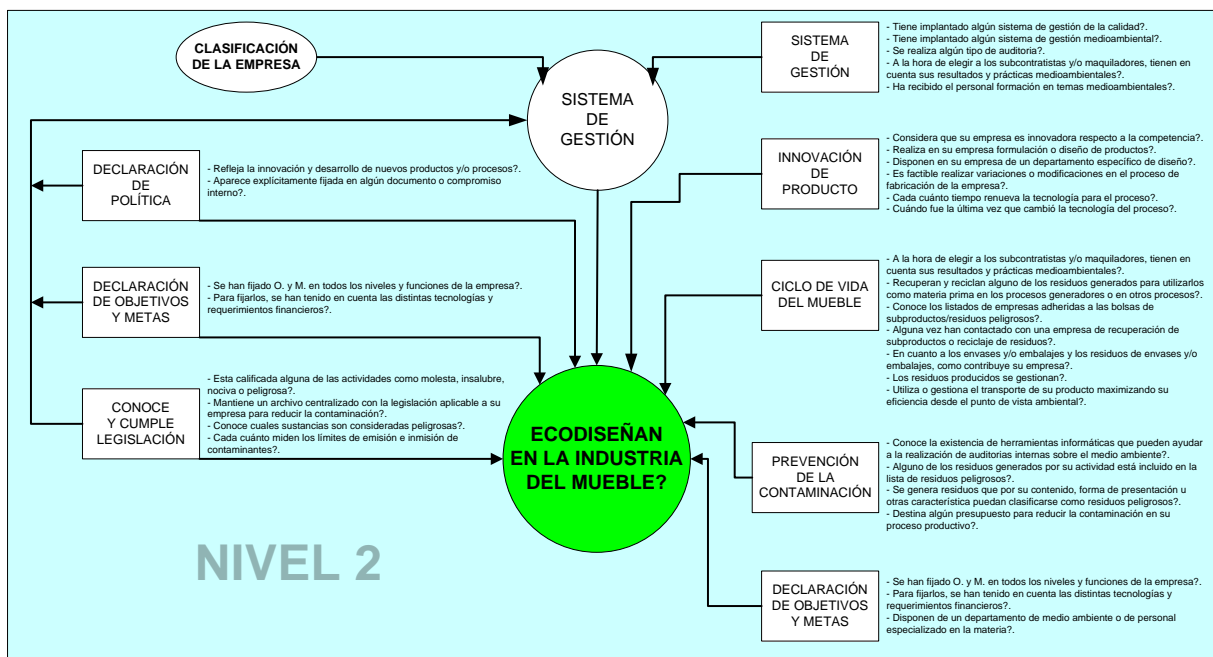 CLASIFICACIÓN
DE LA EMPRESA
SISTEMA
DE
GESTIÓN
SISTEMA
DE
GESTIÓN
- Tiene implantado algún sistema de gestión de la calidad?.
- Tiene implantado algún sistema de gestión medioambiental?.
- Se realiza algún tipo de auditoria?.
- A la hora de elegir a los subcontratistas y/o maquiladores, tienen en
cuenta sus resultados y prácticas medioambientales?.
- Ha recibido el personal formación en temas medioambientales?.
DECLARACIÓN
DE
POLÍTICA
- Refleja la innovación y desarrollo de nuevos productos y/o procesos?.
- Aparece explícitamente fijada en algún documento o compromiso
interno?.
INNOVACIÓN
DE
PRODUCTO
- Considera que su empresa es innovadora respecto a la competencia?.
- Realiza en su empresa formulación o diseño de productos?.
- Disponen en su empresa de un departamento específico de diseño?.
- Es factible realizar variaciones o modificaciones en el proceso de
fabricación de la empresa?.
- Cada cuánto tiempo renueva la tecnología para el proceso?.
- Cuándo fue la última vez que cambió la tecnología del proceso?.
DECLARACIÓN
DE OBJETIVOS
Y METAS
- Se han fijado O. y M. en todos los niveles y funciones de la empresa?.
- Para fijarlos, se han tenido en cuenta las distintas tecnologías y
requerimientos financieros?.
CICLO DE VIDA
DEL MUEBLE
- A la hora de elegir a los subcontratistas y/o maquiladores, tienen en
cuenta sus resultados y prácticas medioambientales?.
- Recuperan y reciclan alguno de los residuos generados para utilizarlos
como materia prima en los procesos generadores o en otros procesos?.
- Conoce los listados de empresas adheridas a las bolsas de
subproductos/residuos peligrosos?.
- Alguna vez han contactado con una empresa de recuperación de
subproductos o reciclaje de residuos?.
- En cuanto a los envases y/o embalajes y los residuos de envases y/o
embalajes, como contribuye su empresa?.
- Los residuos producidos se gestionan?.
- Utiliza o gestiona el transporte de su producto maximizando su
eficiencia desde el punto de vista ambiental?.
CONOCE
Y CUMPLE
LEGISLACIÓN
- Esta calificada alguna de las actividades como molesta, insalubre,
nociva o peligrosa?.
- Mantiene un archivo centralizado con la legislación aplicable a su
empresa para reducir la contaminación?.
- Conoce cuales sustancias son consideradas peligrosas?.
- Cada cuánto miden los límites de emisión e inmisión de
contaminantes?.
ECODISEÑAN
EN LA INDUSTRIA
DEL MUEBLE?
PREVENCIÓN
DE LA
CONTAMINACIÓN
- Conoce la existencia de herramientas informáticas que pueden ayudar
a la realización de auditorias internas sobre el medio ambiente?.
- Alguno de los residuos generados por su actividad está incluido en la
lista de residuos peligrosos?.
- Se genera residuos que por su contenido, forma de presentación u
otras característica puedan clasificarse como residuos peligrosos?.
- Destina algún presupuesto para reducir la contaminación en su
proceso productivo?.
NIVEL 2
DECLARACIÓN
DE OBJETIVOS
Y METAS
- Se han fijado O. y M. en todos los niveles y funciones de la empresa?.
- Para fijarlos, se han tenido en cuenta las distintas tecnologías y
requerimientos financieros?.
- Disponen de un departamento de medio ambiente o de personal
especializado en la materia?.